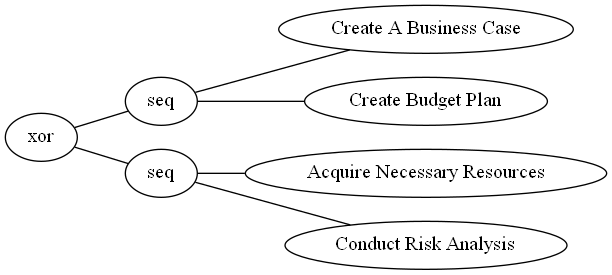 Create A Business Case
seq
Create Budget Plan
xor
seq
Acquire Necessary Resources
Conduct Risk Analysis